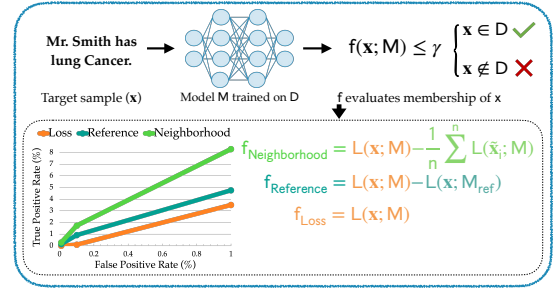 Mr. Smith has
lung Cancer.
f(x; M) ≤ γ
x ∈ D
x ∉ D
Target sample (x)
Model M trained on D
f evaluates membership of x
Loss Reference Neighborhood
True Positive Rate (%)
8
7
6
5
4
3
2
1
0
0. 0.2 0.4 0.6 0.8 1
False Positive Rate (%)
f_Neighborhood = L(x; M) − 1/n ∑ⁿ L(x̃ᵢ; M)
f_Reference = L(x; M) − L(x; M_ref)
f_Loss = L(x; M)